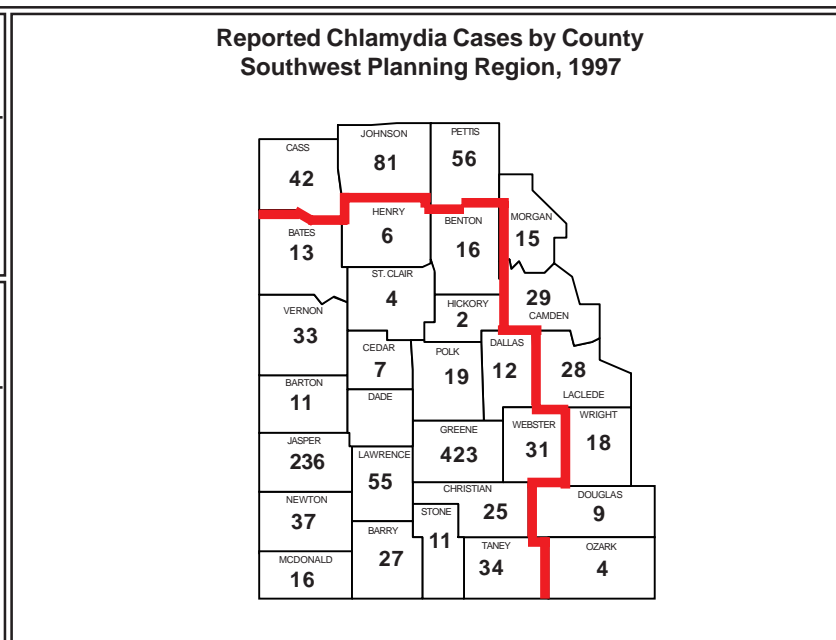 Reported Chlamydia Cases by County
Southwest Planning Region, 1997
JOHNSON
81
PETTIS
56
CASS
42
HENRY
6
BENTON
16
MORGAN
15
BATES
13
ST. CLAIR
4
HICKORY
2
29
CAMDEN
VERNON
33
CEDAR
7
POLK
19
DALLAS
12
28
LACLEDE
BARTON
11
DADE
GREENE
423
WEBSTER
31
WRIGHT
18
JASPER
236
LAWRENCE
55
CHRISTIAN
25
DOUGLAS
9
NEWTON
37
STONE
11
BARRY
27
TANEY
34
OZARK
4
MCDONALD
16